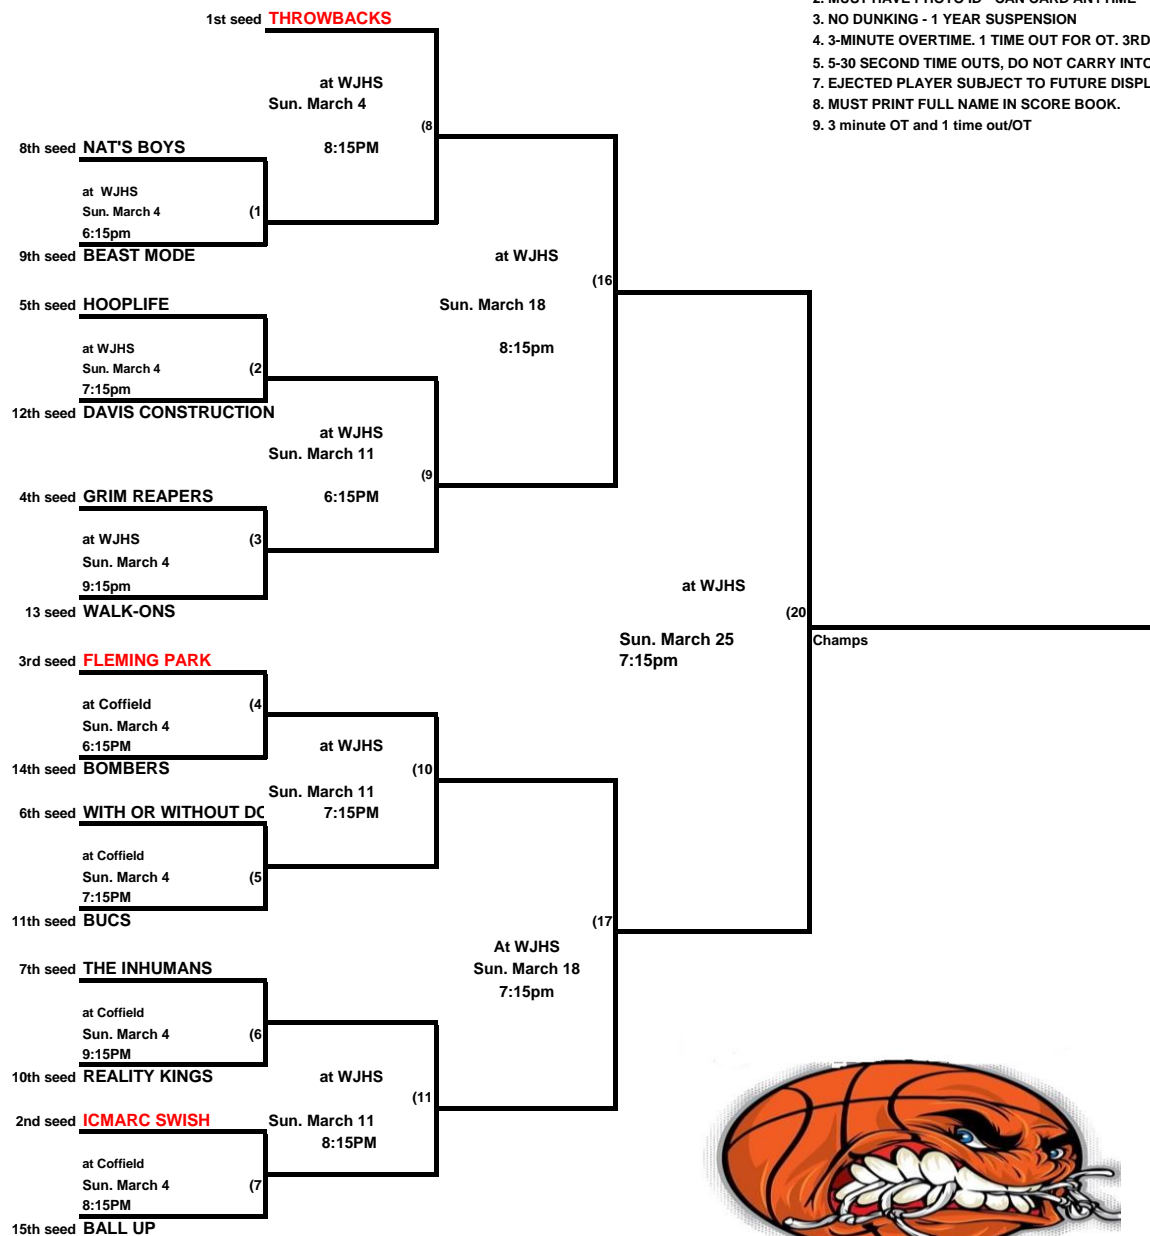 2. MUST HAVE PHOTO ID - CAN CARD ANYTIME
3. NO DUNKING - 1 YEAR SUSPENSION
4. 3-MINUTE OVERTIME. 1 TIME OUT FOR OT. 3RD
5. 5-30 SECOND TIME OUTS, DO NOT CARRY INTO
7. EJECTED PLAYER SUBJECT TO FUTURE DISPL
8. MUST PRINT FULL NAME IN SCORE BOOK.
9. 3 minute OT and 1 time out/OT
1st seed THROWBACKS
at WJHS
Sun. March 4
(8
8:15PM
8th seed NAT'S BOYS
at WJHS
Sun. March 4 (1
6:15pm
9th seed BEAST MODE
at WJHS
(16
Sun. March 18
8:15pm
5th seed HOOPLIFE
at WJHS
Sun. March 4 (2
7:15pm
12th seed DAVIS CONSTRUCTION
at WJHS
Sun. March 11
(9
6:15PM
4th seed GRIM REAPERS
at WJHS (3
Sun. March 4
9:15pm
13 seed WALK-ONS
at WJHS
(20
Sun. March 25
7:15pm
Champs
3rd seed FLEMING PARK
at Coffield (4
Sun. March 4
6:15PM
14th seed BOMBERS
at WJHS
(10
Sun. March 11
7:15PM
6th seed WITH OR WITHOUT DO
at Coffield
Sun. March 4 (5
7:15PM
11th seed BUCS
(17
At WJHS
Sun. March 18
7:15pm
7th seed THE INHUMANS
at Coffield
Sun. March 4 (6
9:15PM
10th seed REALITY KINGS
at WJHS
(11
Sun. March 11
8:15PM
2nd seed ICMARC SWISH
at Coffield
Sun. March 4 (7
8:15PM
15th seed BALL UP